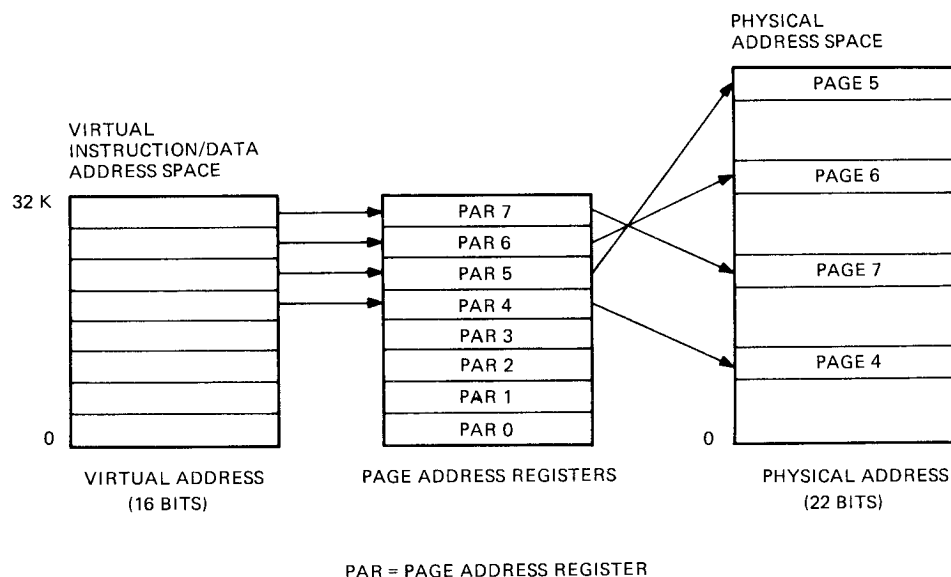 PHYSICAL
ADDRESS SPACE
PAGE 5
VIRTUAL
INSTRUCTION/DATA
ADDRESS SPACE
PAGE 6
32 K
PAR 7
PAR 6
PAR 5
PAGE 7
PAR 4
PAR 3
PAR 2
PAGE 4
PAR 1
PAR 0
0
0
VIRTUAL ADDRESS
(16 BITS)
PAGE ADDRESS REGISTERS
PHYSICAL ADDRESS
(22 BITS)
PAR = PAGE ADDRESS REGISTER